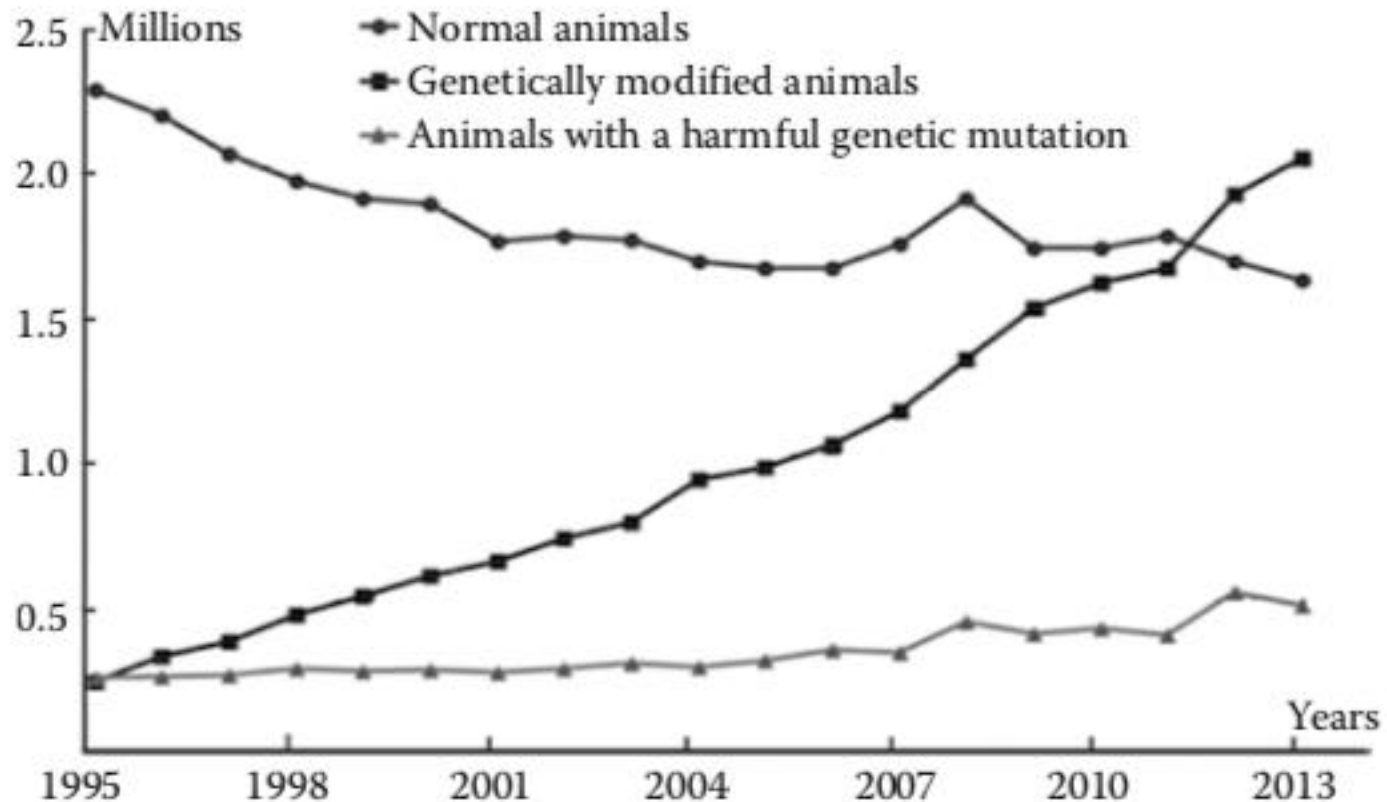 2.5 Millions
Normal animals
Genetically modified animals
Animals with a harmful genetic mutation
2.0
1.5
1.0
0.5
Years
1995 1998 2001 2004 2007 2010 2013